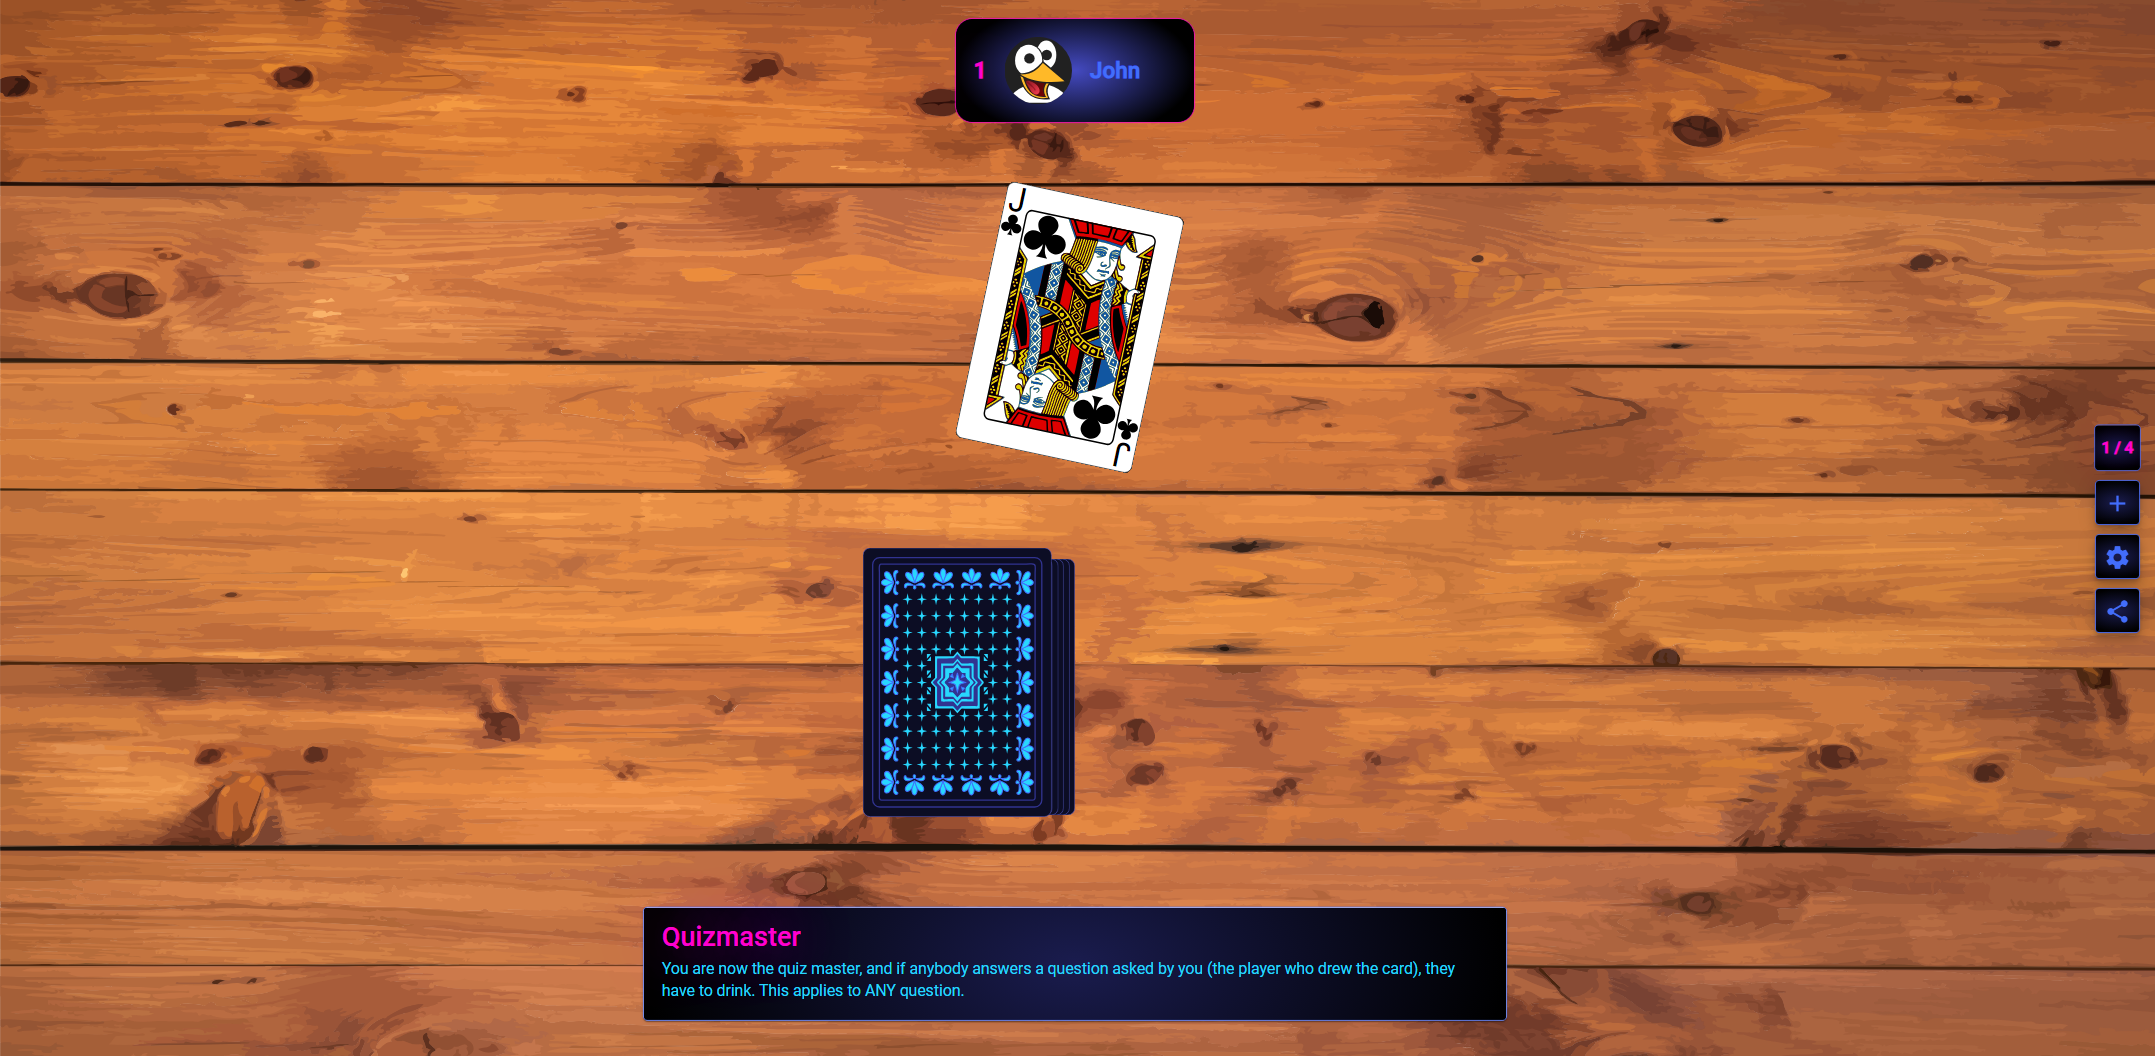 1 John
J
J
1/4
Quizmaster
You are now the quiz master, and if anybody answers a question asked by you (the player who drew the card), they
have to drink. This applies to ANY question.